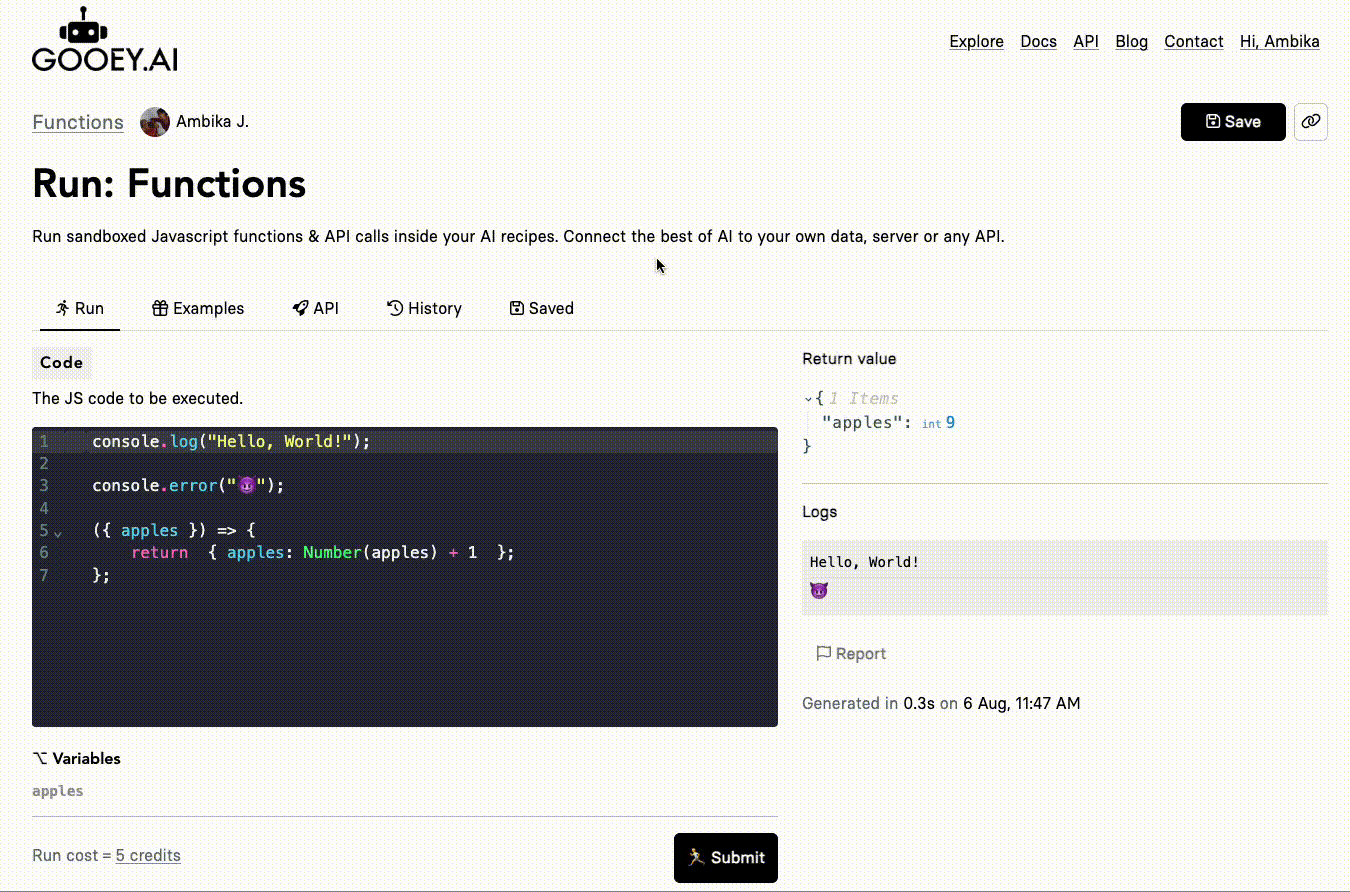 GOOEY.AI
Explore Docs API Blog Contact Hi, Ambika
Functions Ambika J.
Save
Run: Functions
Run sandboxed Javascript functions & API calls inside your AI recipes. Connect the best of AI to your own data, server or any API.
Run Examples API History Saved
Code
The JS code to be executed.
1 console.log("Hello, World!");
2
3 console.error("😈");
4
5 ({ apples }) => {
6 return { apples: Number(apples) + 1 };
7 };
⌥ Variables
apples
Run cost = 5 credits
Submit
Return value
{ 1 Items
"apples": int 9
}
Logs
Hello, World!
😈
Report
Generated in 0.3s on 6 Aug, 11:47 AM